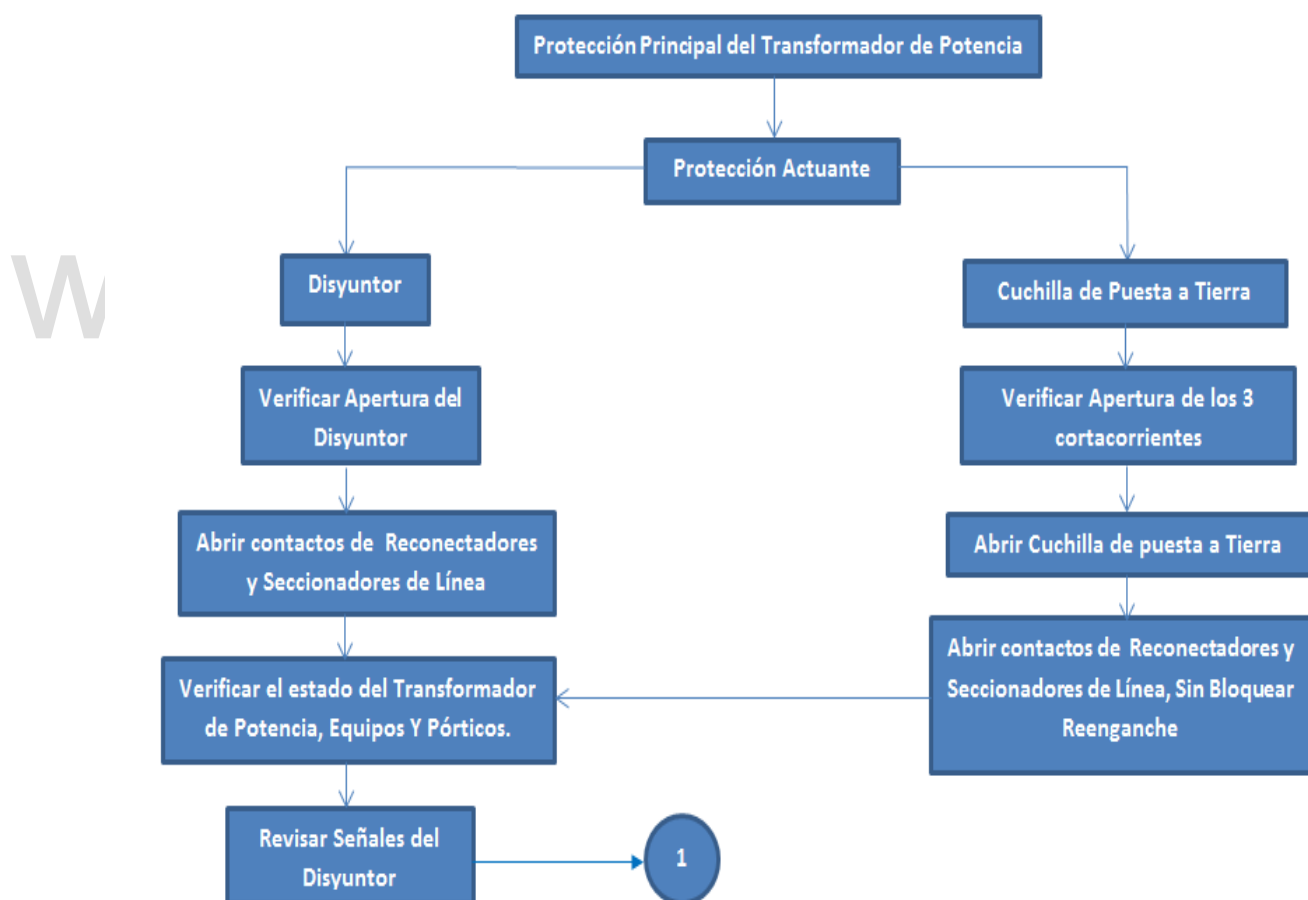 Protección Principal del Transformador de Potencia
Protección Actuante
Disyuntor
Cuchilla de Puesta a Tierra
Verificar Apertura del
Disyuntor
Verificar Apertura de los 3
cortacorrientes
Abrir contactos de Reconectadores
y Seccionadores de Línea
Abrir Cuchilla de puesta a Tierra
Abrir contactos de Reconectadores y
Seccionadores de Línea, Sin Bloquear
Reenganche
Verificar el estado del Transformador
de Potencia, Equipos Y Pórticos.
Revisar Señales del
Disyuntor
1
W